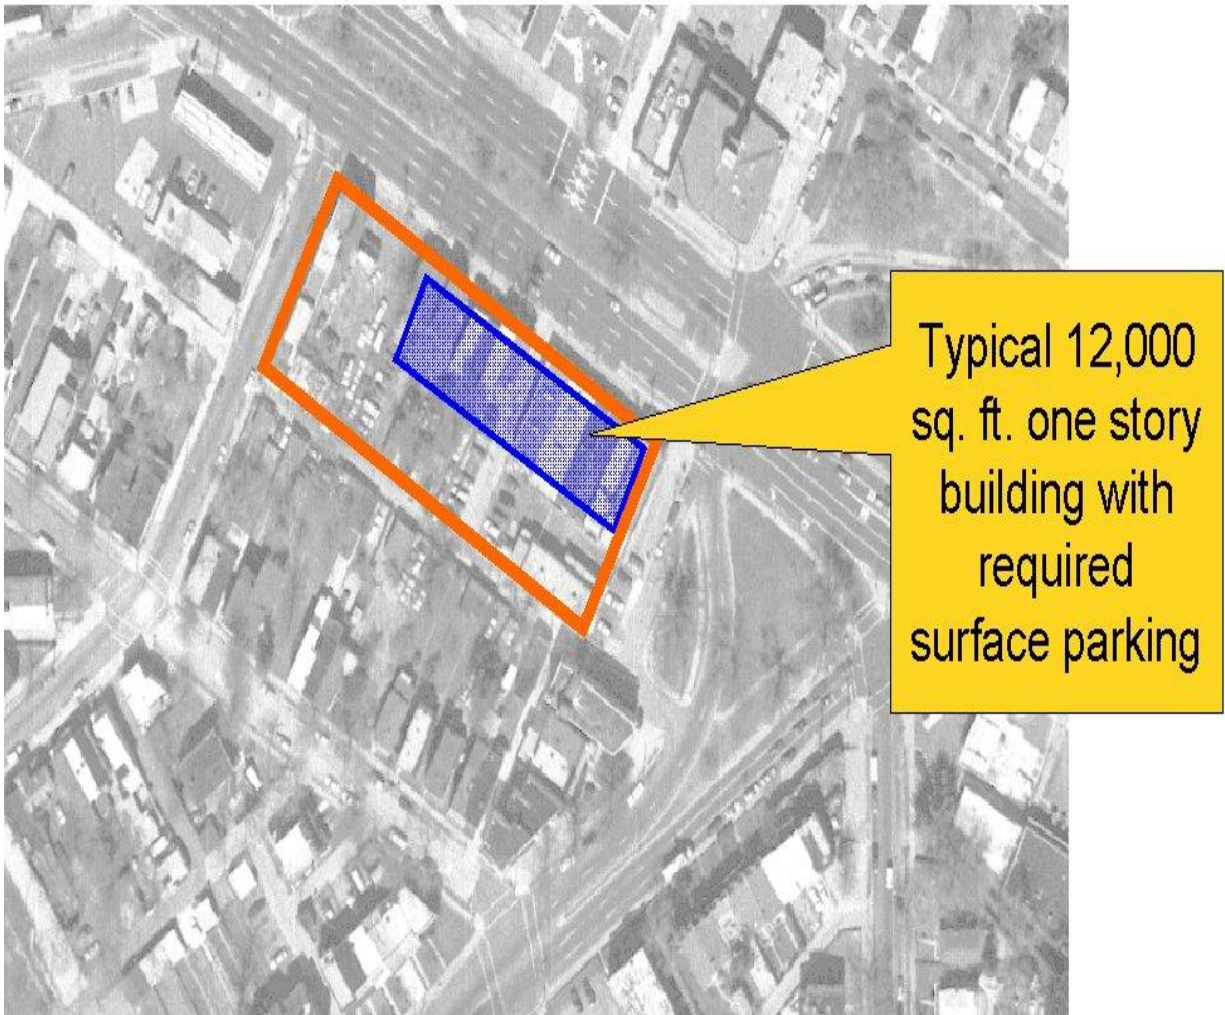 Typical 12,000
sq. ft. one story
building with
required
surface parking